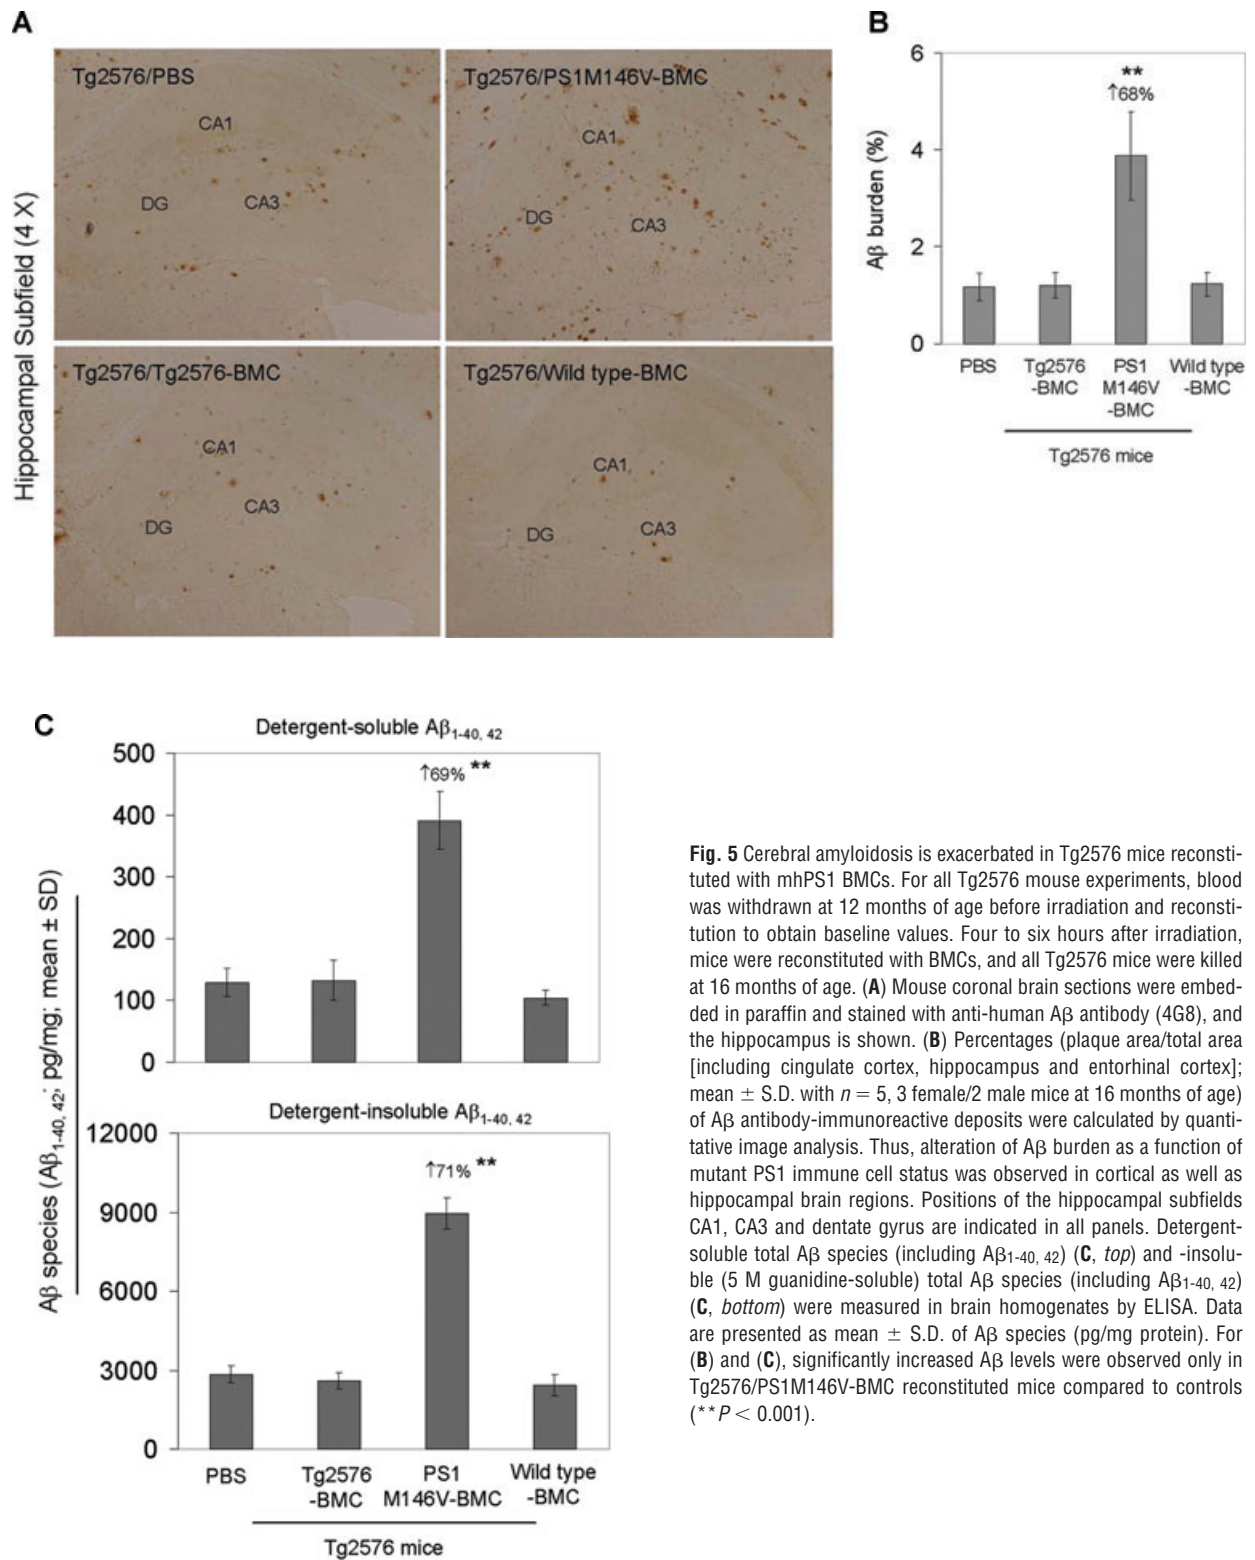 A
Hippocampal Subfield (4 X)
Tg2576/PBS
CA1
DG
CA3
Tg2576/PS1M146V-BMC
CA1
DG
CA3
Tg2576/Tg2576-BMC
CA1
CA3
DG
Tg2576/Wild type-BMC
CA1
DG
CA3
B
Aβ burden (%)
6
4
2
0
**
↑68%
PBS
Tg2576
-BMC
PS1
M146V
-BMC
Wild type
-BMC
Tg2576 mice
C
Aβ species (Aβ1-40, 42; pg/mg; mean ± SD)
Detergent-soluble Aβ1-40, 42
500
400
300
200
100
0
↑69% **
Detergent-insoluble Aβ1-40, 42
12000
9000
6000
3000
0
↑71% **
PBS
Tg2576
-BMC
PS1
M146V-BMC
Wild type
-BMC
Tg2576 mice
Fig. 5 Cerebral amyloidosis is exacerbated in Tg2576 mice reconsti-
tuted with mhPS1 BMCs. For all Tg2576 mouse experiments, blood
was withdrawn at 12 months of age before irradiation and reconsti-
tution to obtain baseline values. Four to six hours after irradiation,
mice were reconstituted with BMCs, and all Tg2576 mice were killed
at 16 months of age. (A) Mouse coronal brain sections were embed-
ded in paraffin and stained with anti-human Aβ antibody (4G8), and
the hippocampus is shown. (B) Percentages (plaque area/total area
[including cingulate cortex, hippocampus and entorhinal cortex];
mean ± S.D. with n = 5, 3 female/2 male mice at 16 months of age)
of Aβ antibody-immunoreactive deposits were calculated by quanti-
tative image analysis. Thus, alteration of Aβ burden as a function of
mutant PS1 immune cell status was observed in cortical as well as
hippocampal brain regions. Positions of the hippocampal subfields
CA1, CA3 and dentate gyrus are indicated in all panels. Detergent-
soluble total Aβ species (including Aβ1-40, 42) (C, top) and -insolu-
ble (5 M guanidine-soluble) total Aβ species (including Aβ1-40, 42)
(C, bottom) were measured in brain homogenates by ELISA. Data
are presented as mean ± S.D. of Aβ species (pg/mg protein). For
(B) and (C), significantly increased Aβ levels were observed only in
Tg2576/PS1M146V-BMC reconstituted mice compared to controls
(**P < 0.001).